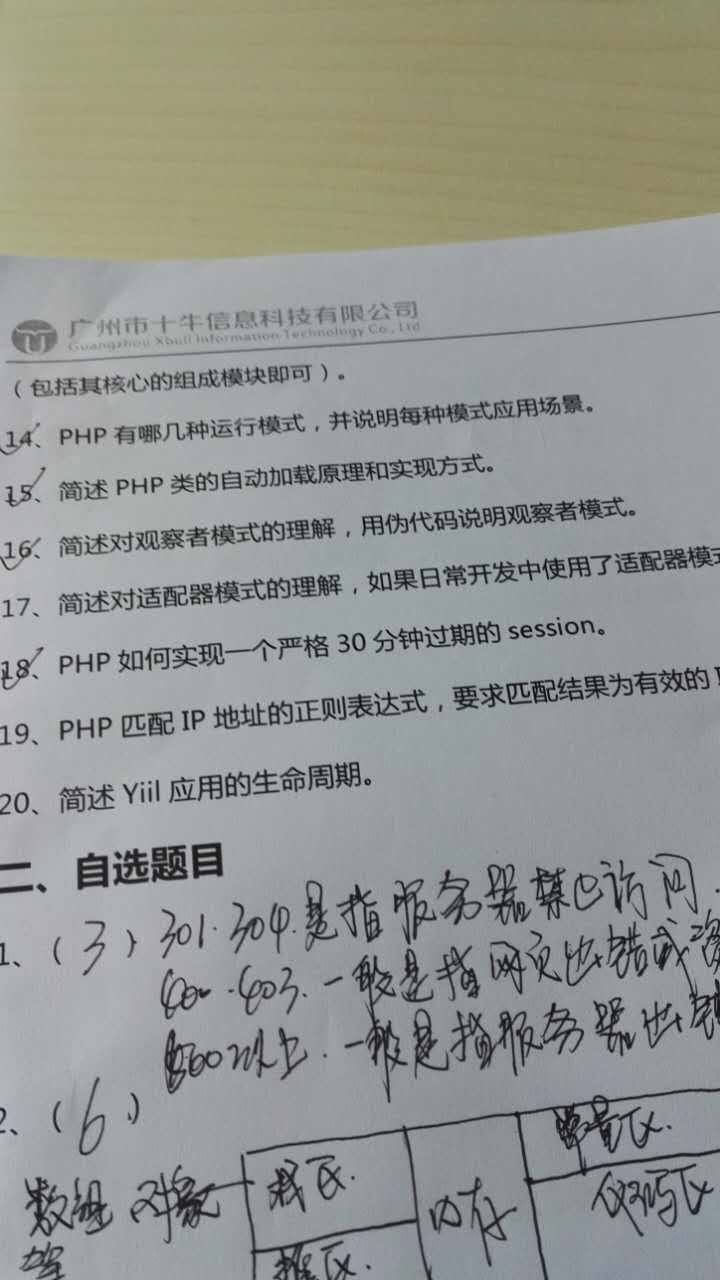 广州市十牛信息科技有限公司
Guangzhou Xbull Information Technology Co., Ltd
（包括其核心的组成模块即可）。
14、PHP 有哪几种运行模式，并说明每种模式应用场景。
15、简述 PHP 类的自动加载原理和实现方式。
16、简述对观察者模式的理解，用伪代码说明观察者模式。
17、简述对适配器模式的理解，如果日常开发中使用了适配器模式
18、PHP 如何实现一个严格 30 分钟过期的 session。
19、PHP 匹配 IP 地址的正则表达式，要求匹配结果为有效的
20、简述 Yiil 应用的生命周期。
二、自选题目
1、(3) 301. 304. 是指服务器禁止访问.
400.403. 一般是指网页出错或资
500以上. 一般是指服务器出错
2、(6)
常量区.
数组 对象 栈区. 内存 代码区
等 堆区.